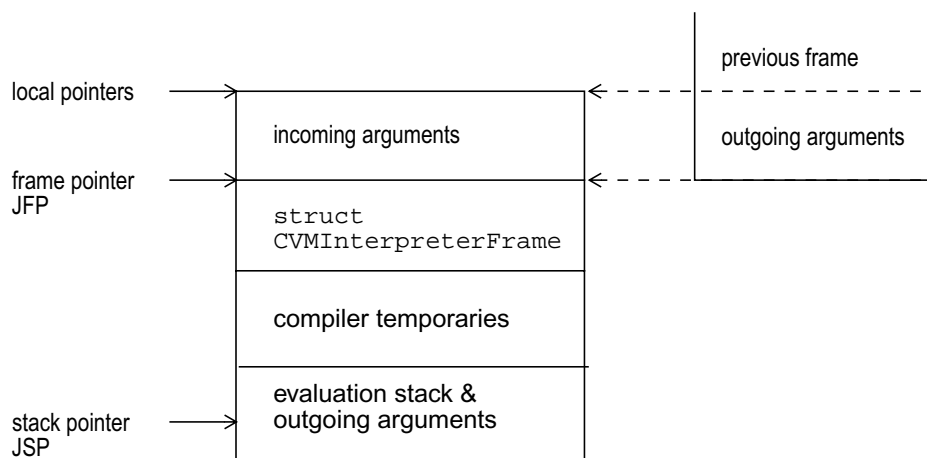 previous frame
local pointers
incoming arguments
outgoing arguments
frame pointer
JFP
struct
CVMInterpreterFrame
compiler temporaries
evaluation stack &
outgoing arguments
stack pointer
JSP